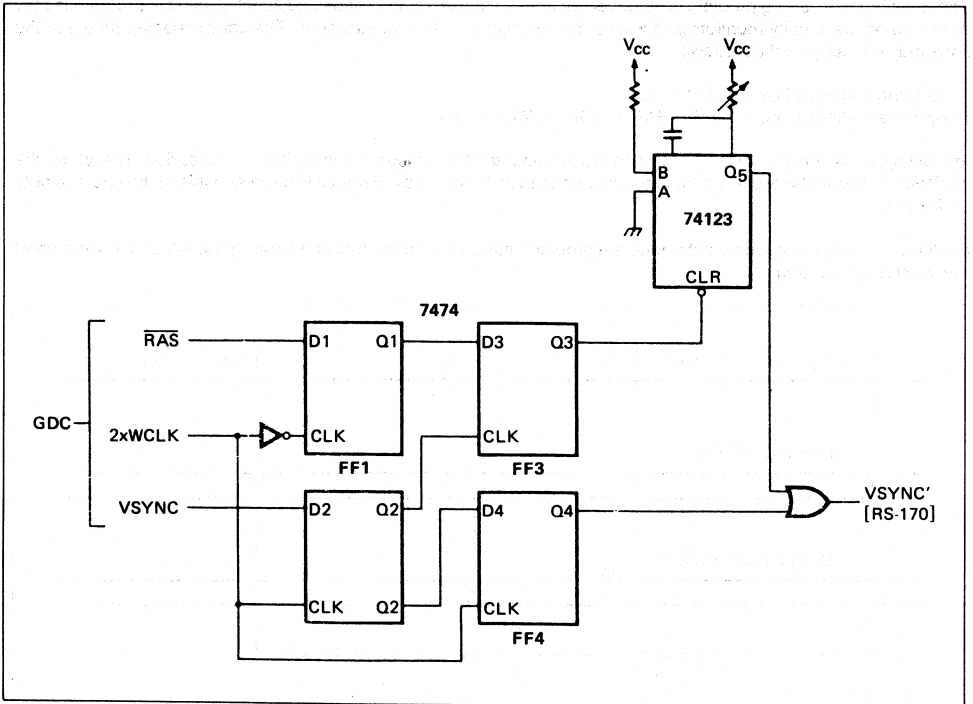 VCC VCC
B Q5
A
74123
CLR
7474
RAS D1 Q1 D3 Q3
GDC 2xWCLK CLK CLK
FF1 FF3
VSYNC D2 Q2 D4 Q4 VSYNC'
[RS-170]
CLK Q2 CLK
FF4